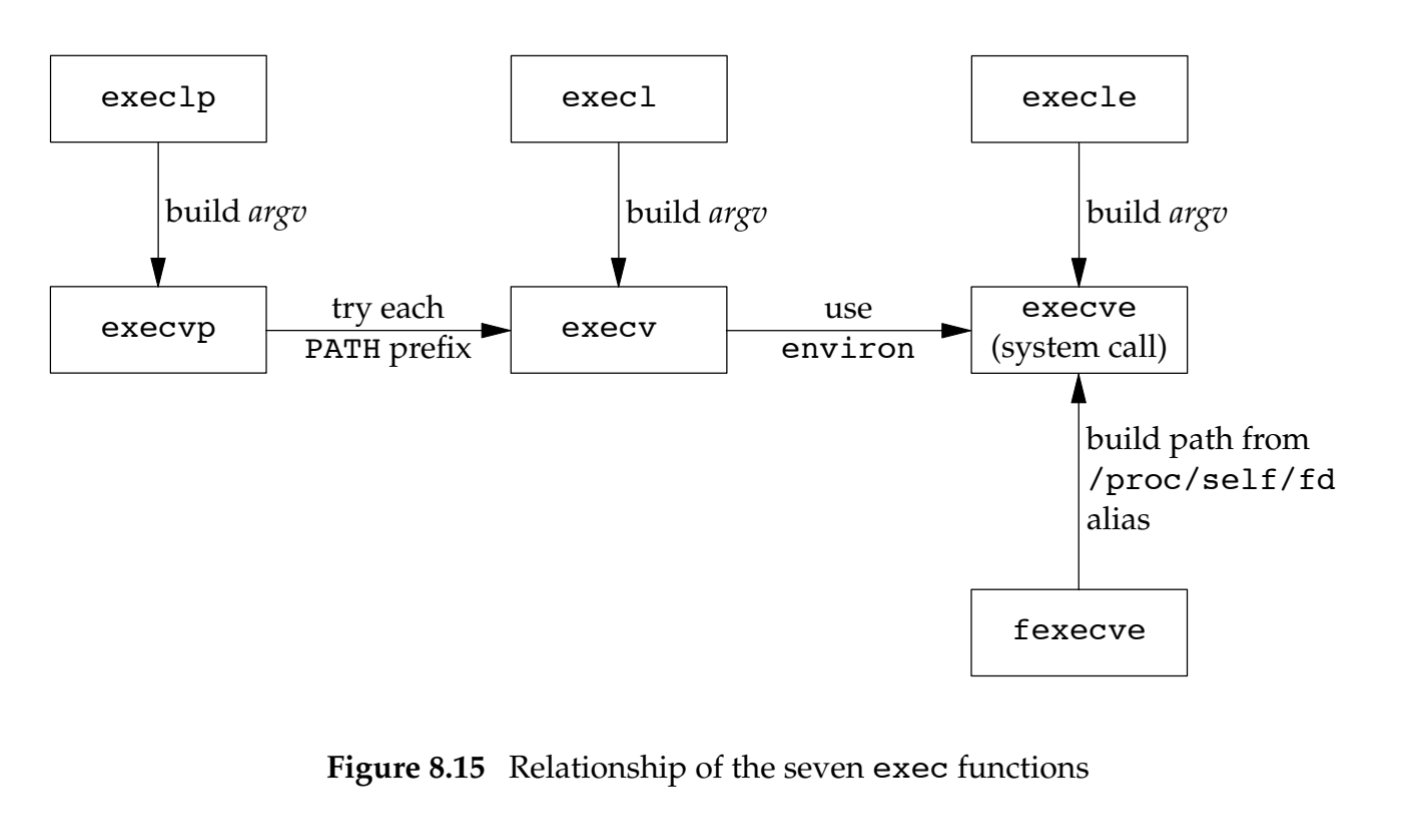 execlp
execl
execle
build argv
build argv
build argv
execvp
try each
PATH prefix
execv
use
environ
execve
(system call)
build path from
/proc/self/fd
alias
fexecve
Figure 8.15 Relationship of the seven exec functions